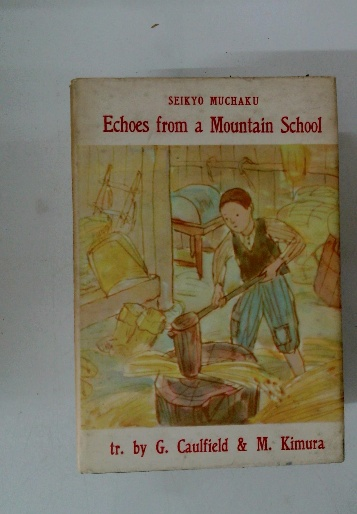 SEIKYO MUCHAKU
Echoes from a Mountain School
tr. by G. Caulfield & M. Kimura